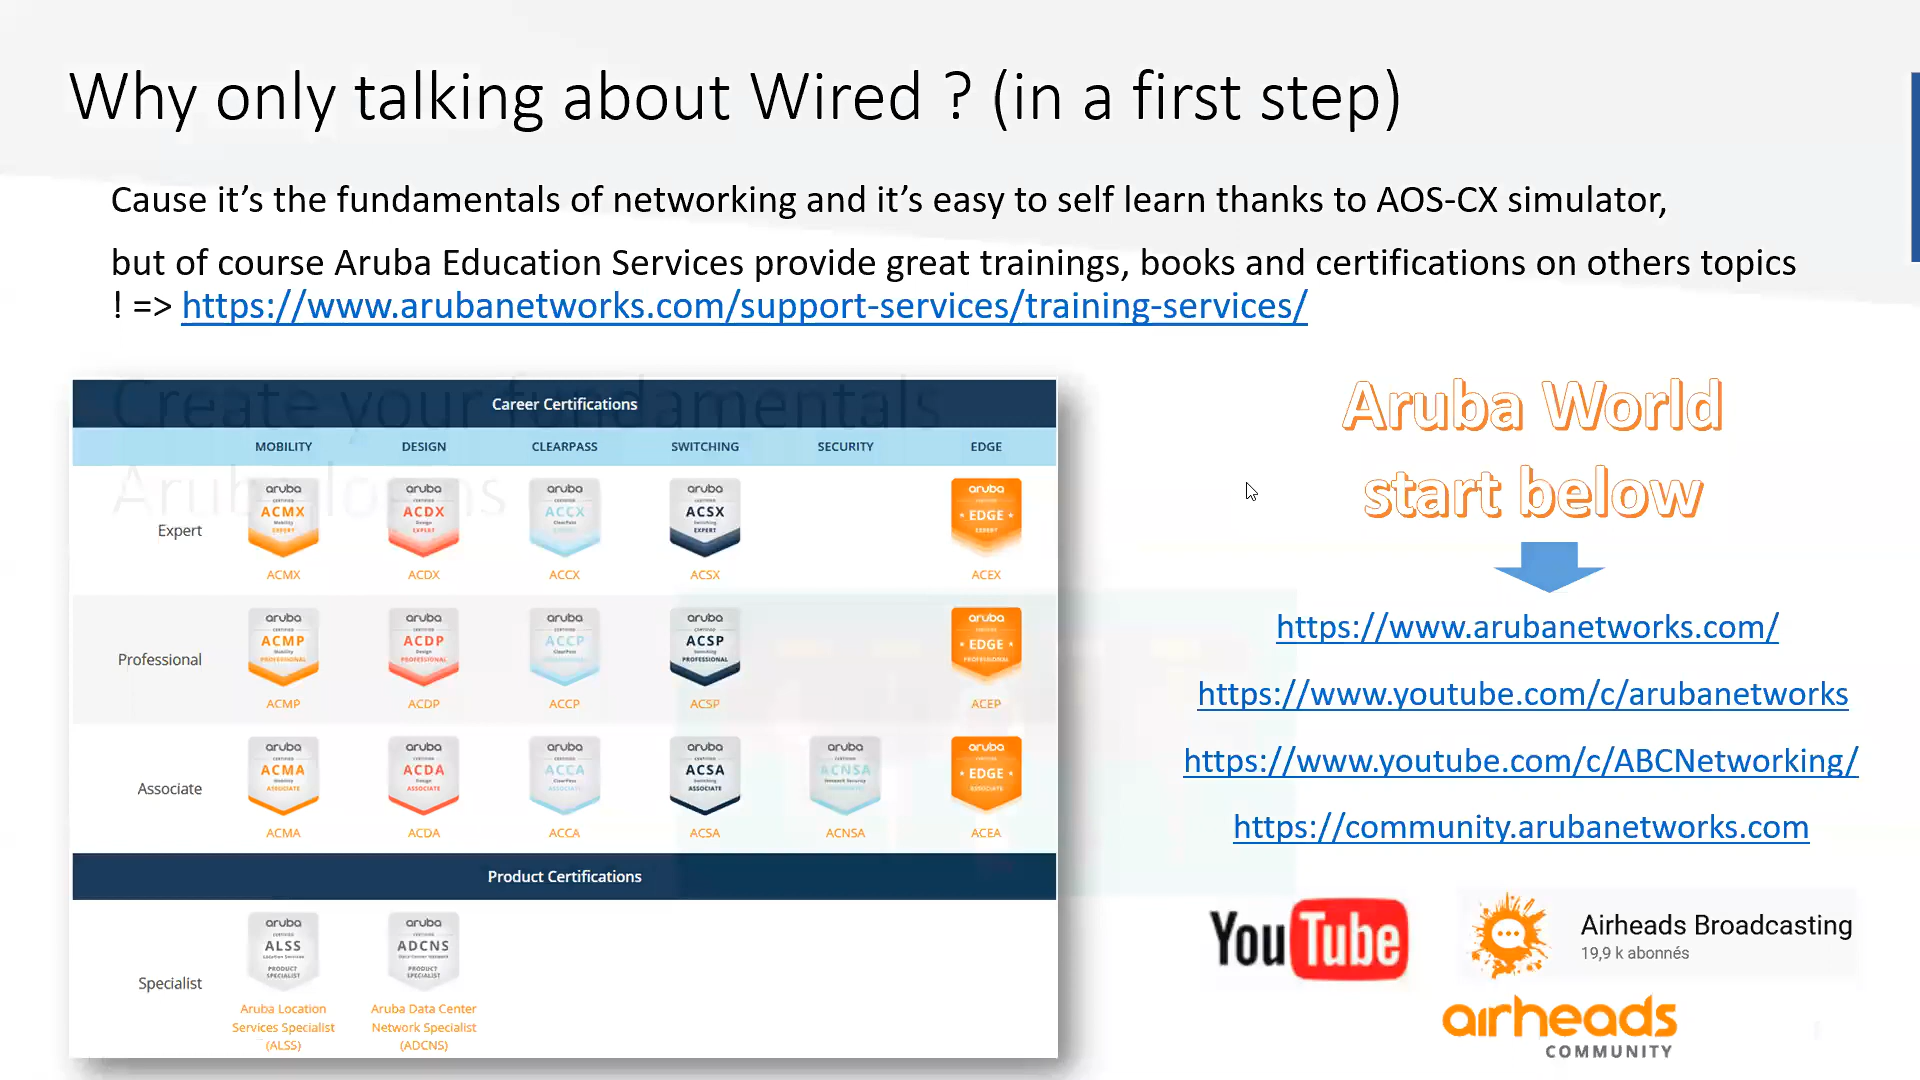 Why only talking about Wired ? (in a first step)
Cause it’s the fundamentals of networking and it’s easy to self learn thanks to AOS-CX simulator,
but of course Aruba Education Services provide great trainings, books and certifications on others topics
! => https://www.arubanetworks.com/support-services/training-services/
Create your fundamentals
Career Certifications
MOBILITY DESIGN CLEARPASS SWITCHING SECURITY EDGE
Expert
aruba CERTIFIED ACMX Mobility EXPERT
aruba CERTIFIED ACDX Design EXPERT
aruba CERTIFIED ACCX ClearPass
aruba CERTIFIED ACSX Switching EXPERT
aruba EDGE EXPERT
ACMX ACDX ACCX ACSX ACEX
Professional
aruba CERTIFIED ACMP Mobility PROFESSIONAL
aruba CERTIFIED ACDP Design PROFESSIONAL
aruba CERTIFIED ACCP ClearPass
aruba CERTIFIED ACSP Switching PROFESSIONAL
aruba EDGE PROFESSIONAL
ACMP ACDP ACCP ACSP ACEP
Associate
aruba CERTIFIED ACMA Mobility ASSOCIATE
aruba CERTIFIED ACDA Design ASSOCIATE
aruba CERTIFIED ACCA ClearPass ASSOCIATE
aruba CERTIFIED ACSA Switching ASSOCIATE
aruba CERTIFIED ACNSA Network Security
aruba EDGE ASSOCIATE
ACMA ACDA ACCA ACSA ACNSA ACEA
Product Certifications
Specialist
aruba CERTIFIED ALSS Location Services PRODUCT SPECIALIST
aruba CERTIFIED ADCNS Data Center Network PRODUCT SPECIALIST
Aruba Location
Services Specialist
(ALSS)
Aruba Data Center
Network Specialist
(ADCNS)
Aruba World
start below
https://www.arubanetworks.com/
https://www.youtube.com/c/arubanetworks
https://www.youtube.com/c/ABCNetworking/
https://community.arubanetworks.com
YouTube
Airheads Broadcasting
19,9 k abonnés
airheads
COMMUNITY